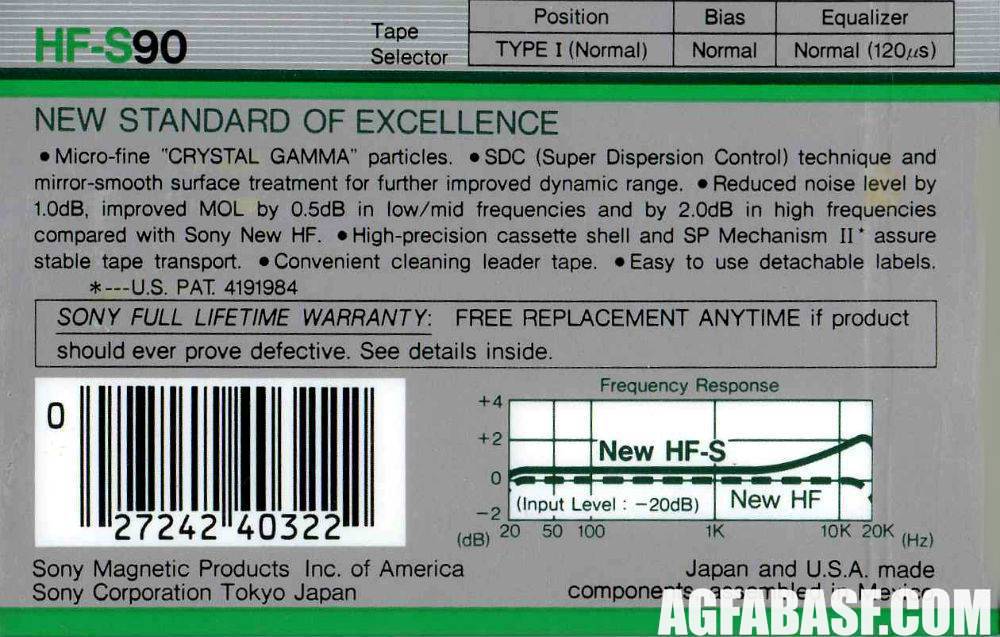 HF-S90
Tape Selector
Position Bias Equalizer
TYPE I (Normal) Normal Normal (120μs)
NEW STANDARD OF EXCELLENCE
• Micro-fine "CRYSTAL GAMMA" particles. • SDC (Super Dispersion Control) technique and
mirror-smooth surface treatment for further improved dynamic range. • Reduced noise level by
1.0dB, improved MOL by 0.5dB in low/mid frequencies and by 2.0dB in high frequencies
compared with Sony New HF. • High-precision cassette shell and SP Mechanism II* assure
stable tape transport. • Convenient cleaning leader tape. • Easy to use detachable labels.
*---U.S. PAT. 4191984
SONY FULL LIFETIME WARRANTY: FREE REPLACEMENT ANYTIME if product
should ever prove defective. See details inside.
0
27242 40322
Frequency Response
+4
+2
0
-2
(dB)
New HF-S
(Input Level : -20dB) New HF
20 50 100 1K 10K 20K (Hz)
Sony Magnetic Products Inc. of America
Sony Corporation Tokyo Japan
Japan and U.S.A. made
components assembled in Mexico
AGFABASF.COM